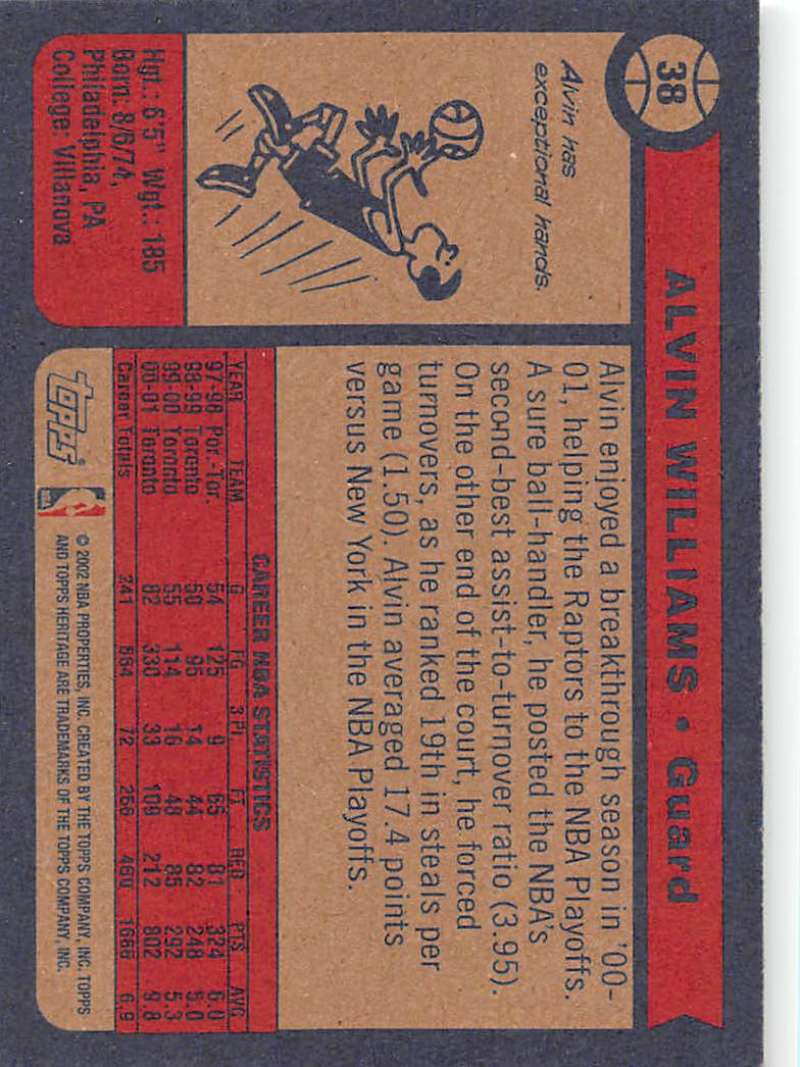 38
ALVIN WILLIAMS • Guard
Alvin has
exceptional hands.
Hgt.: 6'5" Wgt.: 185
Born: 8/6/74,
Philadelphia, PA
College: Villanova
Alvin enjoyed a breakthrough season in '00-
01, helping the Raptors to the NBA Playoffs.
A sure ball-handler, he posted the NBA's
second-best assist-to-turnover ratio (3.95).
On the other end of the court, he forced
turnovers, as he ranked 19th in steals per
game (1.50). Alvin averaged 17.4 points
versus New York in the NBA Playoffs.
CAREER NBA STATISTICS
YEAR TEAM G FG 3 Pt. FT REB PTS AVG
97-98 Por.-Tor. 54 125 9 65 81 324 6.0
98-99 Toronto 50 95 14 44 82 248 5.0
99-00 Toronto 55 114 16 48 85 292 5.3
00-01 Toronto 82 330 33 109 212 802 9.8
Career Totals 241 664 72 266 460 1666 6.9
Topps®
NBA
© 2002 NBA PROPERTIES, INC. CREATED BY THE TOPPS COMPANY, INC. TOPPS
AND TOPPS HERITAGE ARE TRADEMARKS OF THE TOPPS COMPANY, INC.